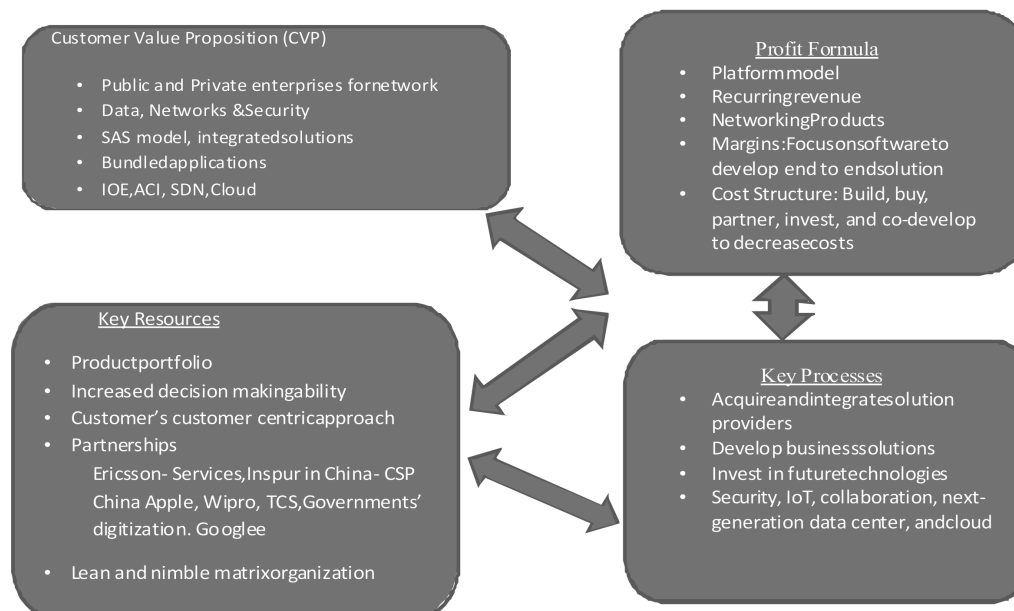 Customer Value Proposition (CVP)
• Public and Private enterprises fornetwork
• Data, Networks &Security
• SAS model, integratedsolutions
• Bundledapplications
• IOE,ACI, SDN,Cloud
Profit Formula
• Platformmodel
• Recurringrevenue
• NetworkingProducts
• Margins:Focusonsoftwareto
develop end to endsolution
• Cost Structure: Build, buy,
partner, invest, and co-develop
to decreasecosts
Key Resources
• Productportfolio
• Increased decision makingability
• Customer’s customer centricapproach
• Partnerships
Ericsson- Services,Inspur in China- CSP
China Apple, Wipro, TCS,Governments’
digitization. Googlee
• Lean and nimble matrixorganization
Key Processes
• Acquireandintegratesolution
providers
• Develop businesssolutions
• Invest in futuretechnologies
• Security, IoT, collaboration, next-
generation data center, andcloud